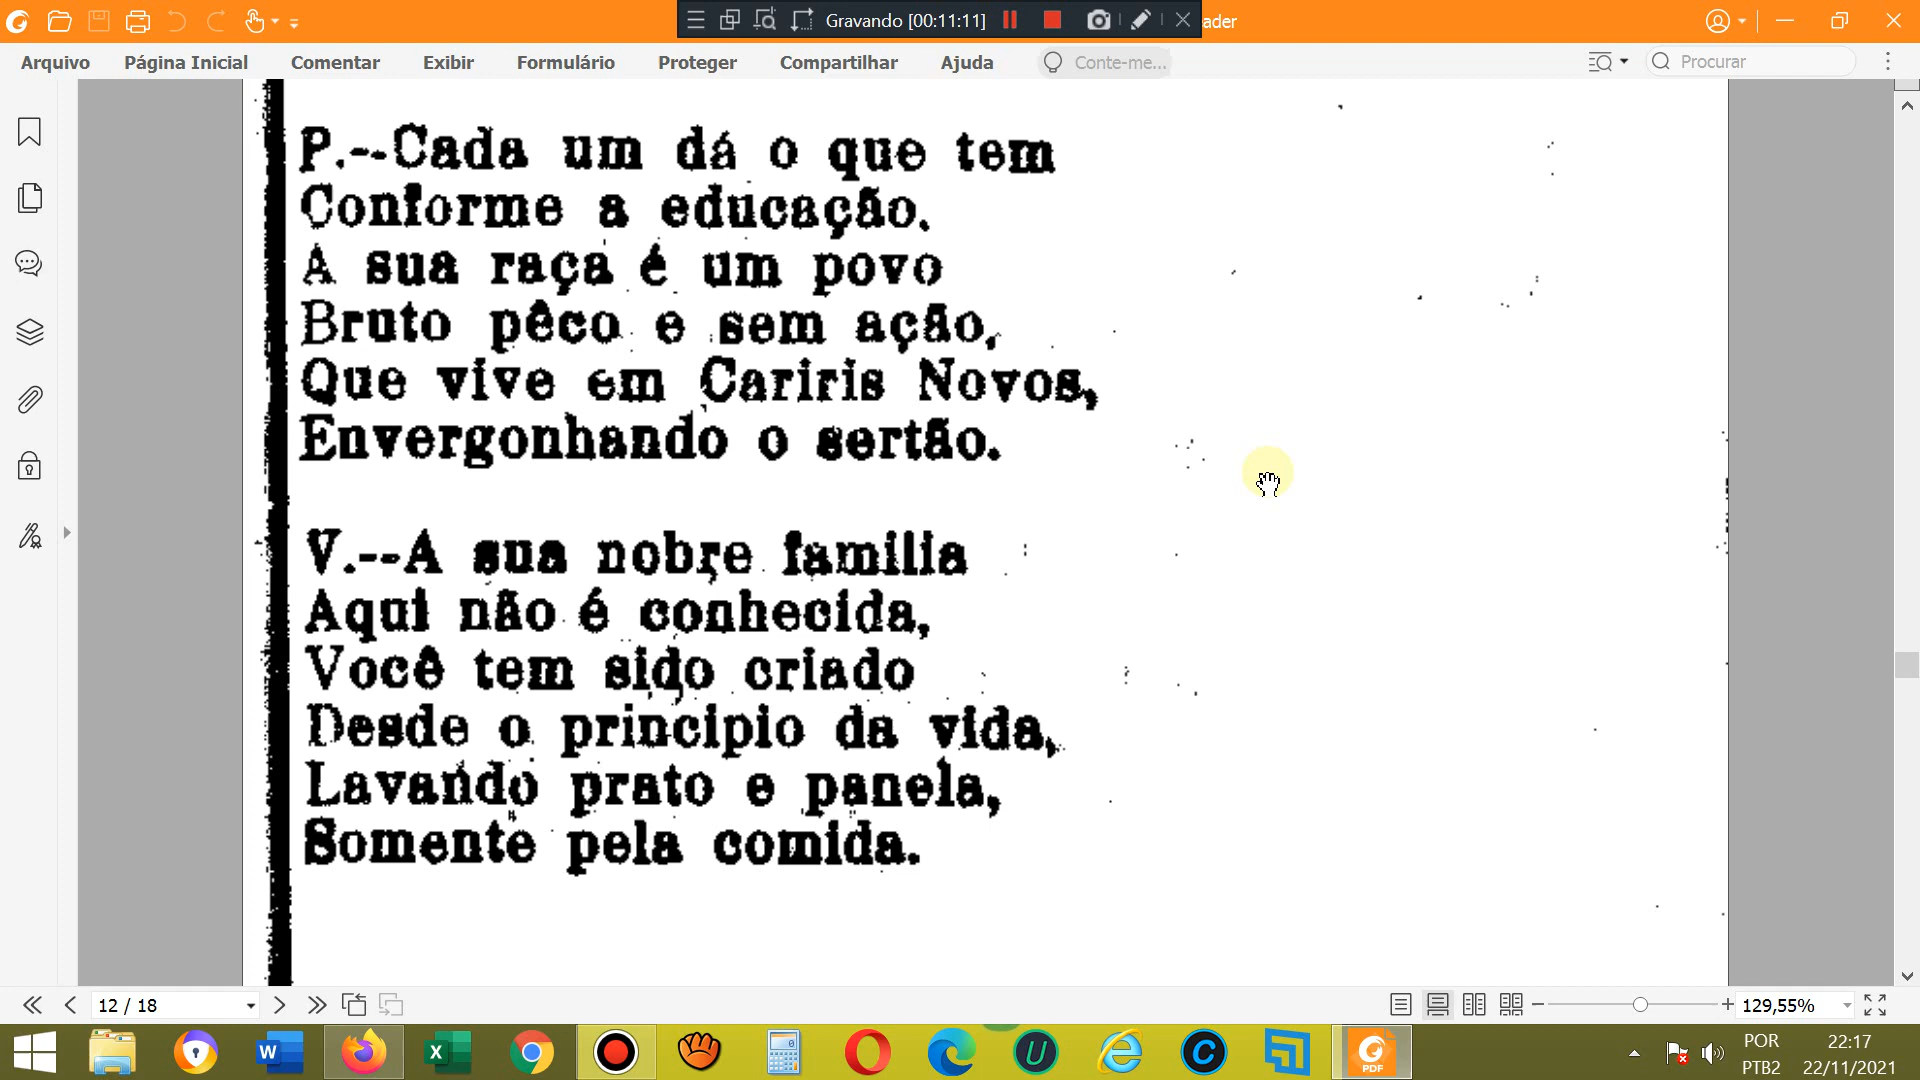 Gravando [00:11:11]
ader
Arquivo Página Inicial Comentar Exibir Formulário Proteger Compartilhar Ajuda Conte-me... Procurar
P.--Cada um dá o que tem
Conforme a educação.
A sua raça é um povo
Bruto pêco e sem ação,
Que vive em Cariris Novos,
Envergonhando o sertão.
V.--A sua nobre familia
Aqui não é conhecida,
Você tem sido criado
Desde o principio da vida,
Lavando prato e panela,
Somente pela comida.
12 / 18
129,55%
POR 22:17
PTB2 22/11/2021